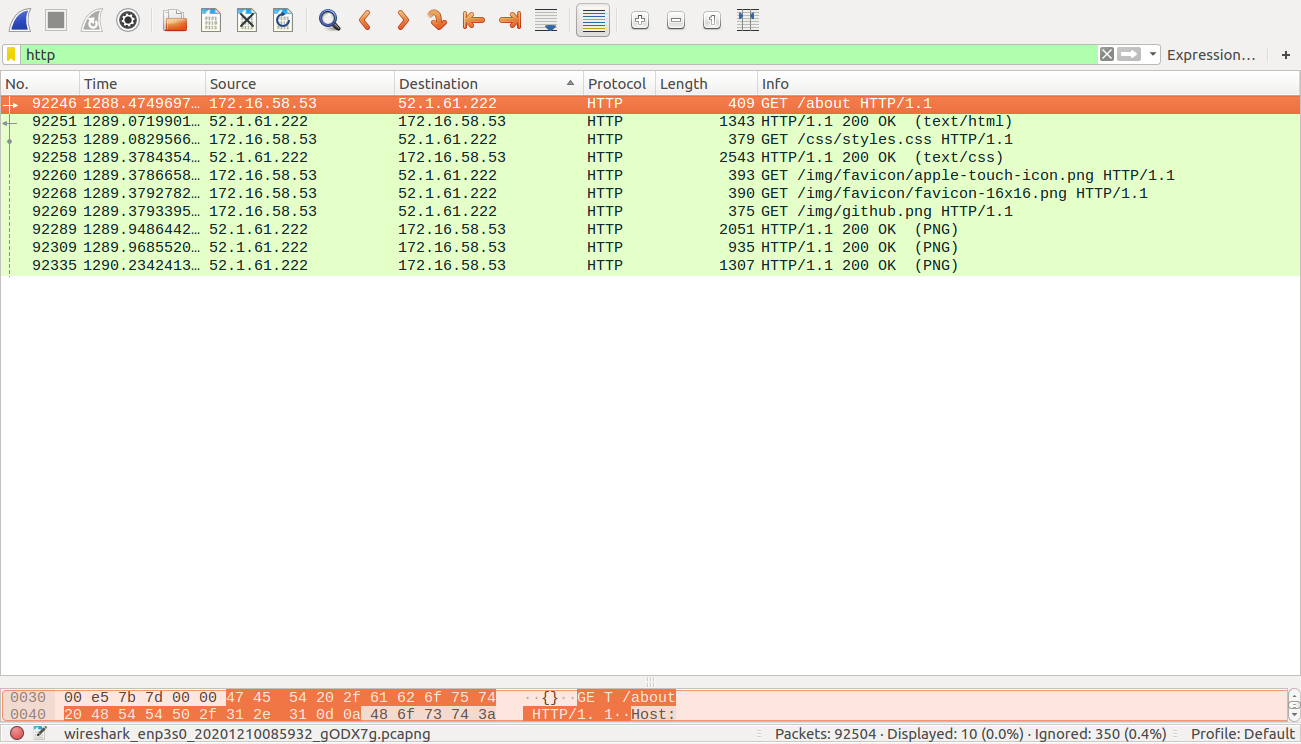 http Expression… +
No. Time Source Destination Protocol Length Info
92246 1288.4749697… 172.16.58.53 52.1.61.222 HTTP 409 GET /about HTTP/1.1
92251 1289.0719901… 52.1.61.222 172.16.58.53 HTTP 1343 HTTP/1.1 200 OK (text/html)
92253 1289.0829566… 172.16.58.53 52.1.61.222 HTTP 379 GET /css/styles.css HTTP/1.1
92258 1289.3784354… 52.1.61.222 172.16.58.53 HTTP 2543 HTTP/1.1 200 OK (text/css)
92260 1289.3786658… 172.16.58.53 52.1.61.222 HTTP 393 GET /img/favicon/apple-touch-icon.png HTTP/1.1
92268 1289.3792782… 172.16.58.53 52.1.61.222 HTTP 390 GET /img/favicon/favicon-16x16.png HTTP/1.1
92269 1289.3793395… 172.16.58.53 52.1.61.222 HTTP 375 GET /img/github.png HTTP/1.1
92289 1289.9486442… 52.1.61.222 172.16.58.53 HTTP 2051 HTTP/1.1 200 OK (PNG)
92309 1289.9685520… 52.1.61.222 172.16.58.53 HTTP 935 HTTP/1.1 200 OK (PNG)
92335 1290.2342413… 52.1.61.222 172.16.58.53 HTTP 1307 HTTP/1.1 200 OK (PNG)
0030 00 e5 7b 7d 00 00 47 45 54 20 2f 61 62 6f 75 74 ··{}··GE T /about
0040 20 48 54 54 50 2f 31 2e 31 0d 0a 48 6f 73 74 3a HTTP/1. 1··Host:
wireshark_enp3s0_20201210085932_gODX7g.pcapng Packets: 92504 · Displayed: 10 (0.0%) · Ignored: 350 (0.4%) Profile: Default